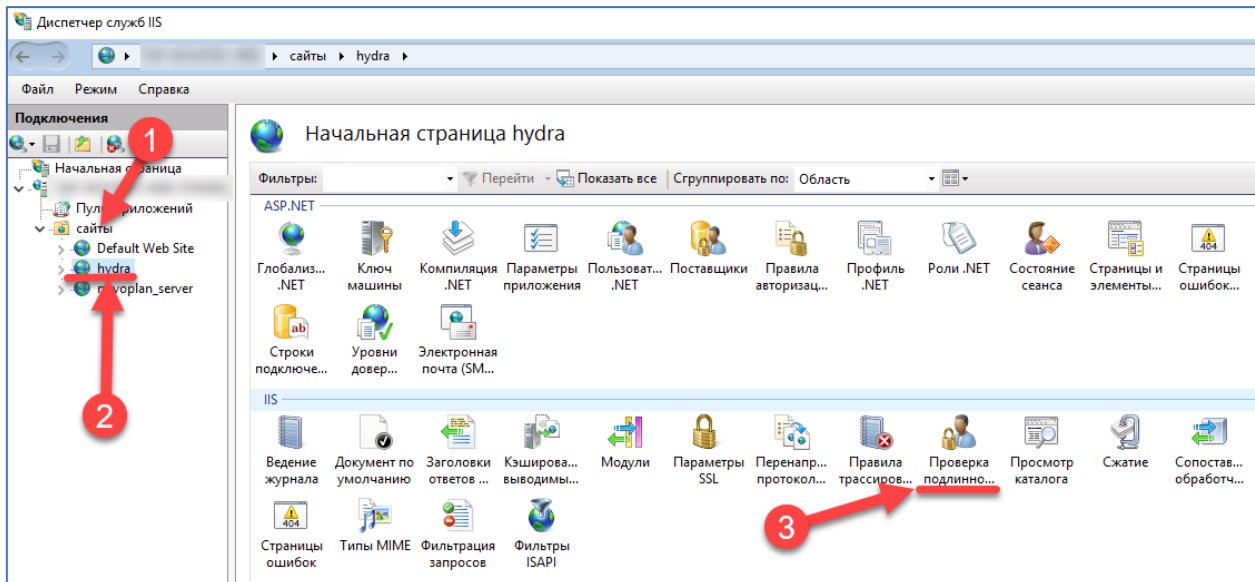 Диспетчер служб IIS
сайты hydra
Файл Режим Справка
Подключения
Начальная страница hydra
Начальная
Фильтры: Перейти Показать все Сгруппировать по: Область
ASP.NET
сайты
Default Web Site
hydra
Глобализ... Ключ Компиляция Параметры Пользоват... Поставщики Правила Профиль Роли .NET Состояние Страницы и Страницы
.NET машины .NET приложения .NET авторизац... .NET сеанса элементы... ошибок...
Строки Уровни Электронная
подключе... довер... почта (SM...
IIS
Ведение Документ по Заголовки Кэширова... Модули Параметры Перенапр... Правила Проверка Просмотр Сжатие Сопостав...
журнала умолчанию ответов ... выводимы... SSL протокол... трассиров... подлинно... каталога обработч...
Страницы Типы MIME Фильтрация Фильтры
ошибок запросов ISAPI
1
2
3